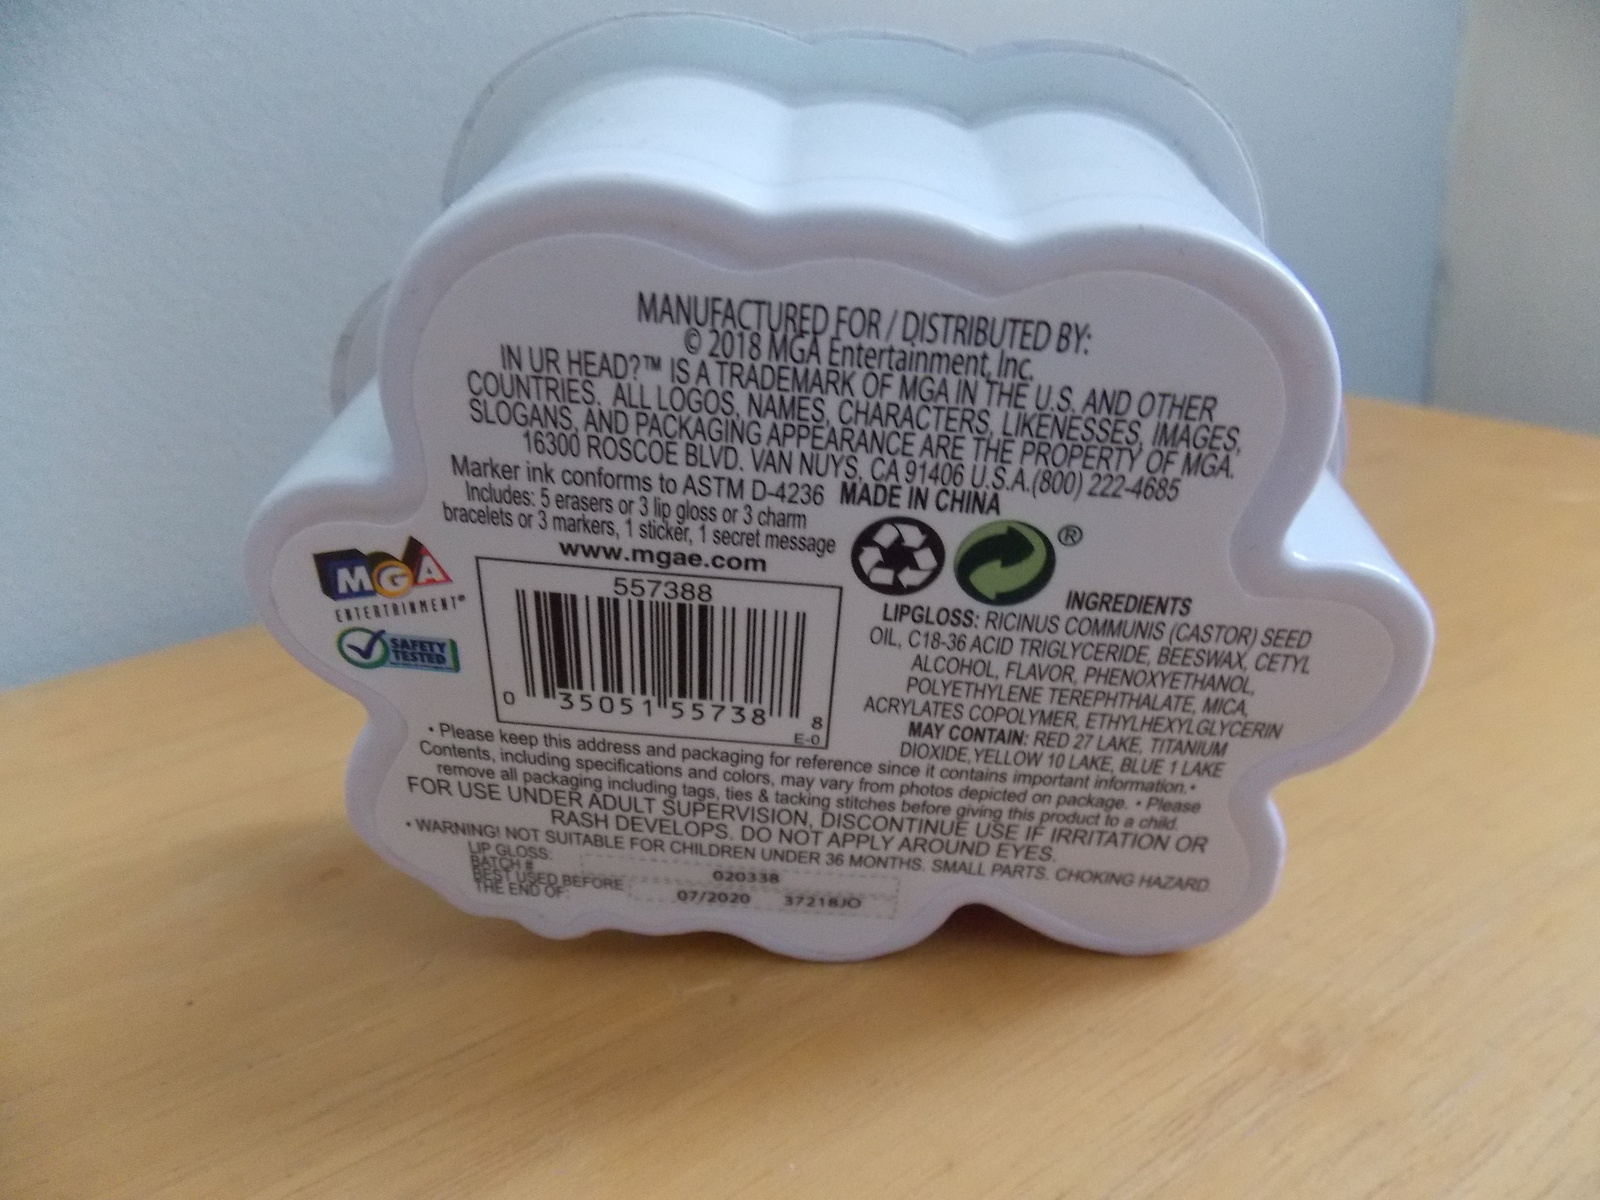 MANUFACTURED FOR / DISTRIBUTED BY:
© 2018 MGA Entertainment, Inc.
IN UR HEAD?™ IS A TRADEMARK OF MGA IN THE U.S. AND OTHER
COUNTRIES. ALL LOGOS, NAMES, CHARACTERS, LIKENESSES, IMAGES,
SLOGANS, AND PACKAGING APPEARANCE ARE THE PROPERTY OF MGA.
16300 ROSCOE BLVD. VAN NUYS, CA 91406 U.S.A.(800) 222-4685
Marker ink conforms to ASTM D-4236 MADE IN CHINA
Includes: 5 erasers or 3 lip gloss or 3 charm
bracelets or 3 markers, 1 sticker, 1 secret message
www.mgae.com
®
MGA
ENTERTAINMENT®
SAFETY
TESTED
557388
0 35051 55738 8
E-0
INGREDIENTS
LIPGLOSS: RICINUS COMMUNIS (CASTOR) SEED
OIL, C18-36 ACID TRIGLYCERIDE, BEESWAX, CETYL
ALCOHOL, FLAVOR, PHENOXYETHANOL,
POLYETHYLENE TEREPHTHALATE, MICA,
ACRYLATES COPOLYMER, ETHYLHEXYLGLYCERIN
MAY CONTAIN: RED 27 LAKE, TITANIUM
DIOXIDE, YELLOW 10 LAKE, BLUE 1 LAKE
• Please keep this address and packaging for reference since it contains important information. •
Contents, including specifications and colors, may vary from photos depicted on package. • Please
remove all packaging including tags, ties & tacking stitches before giving this product to a child.
FOR USE UNDER ADULT SUPERVISION, DISCONTINUE USE IF IRRITATION OR
RASH DEVELOPS. DO NOT APPLY AROUND EYES.
• WARNING! NOT SUITABLE FOR CHILDREN UNDER 36 MONTHS. SMALL PARTS. CHOKING HAZARD.
LIP GLOSS:
BATCH # 020338
BEST USED BEFORE
THE END OF: 07/2020 37218JO